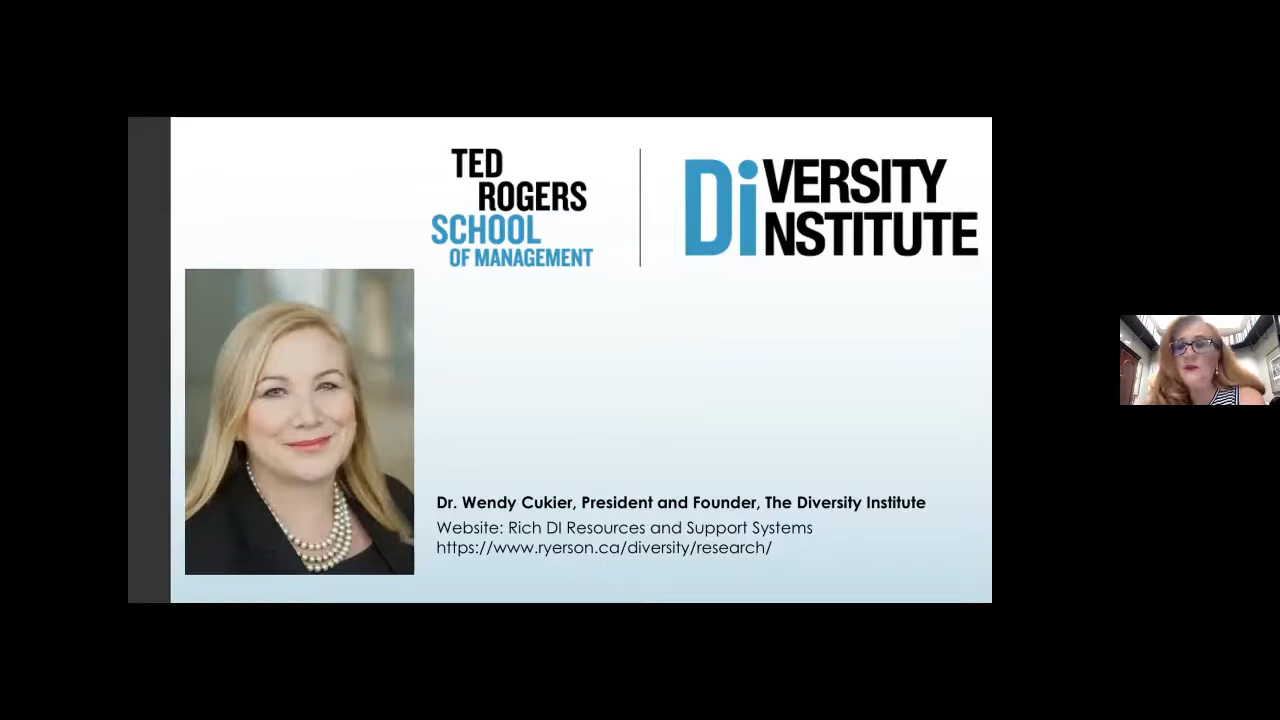 TED
ROGERS
SCHOOL
OF MANAGEMENT
DiVERSITY
iNSTITUTE
Dr. Wendy Cukier, President and Founder, The Diversity Institute
Website: Rich DI Resources and Support Systems
https://www.ryerson.ca/diversity/research/